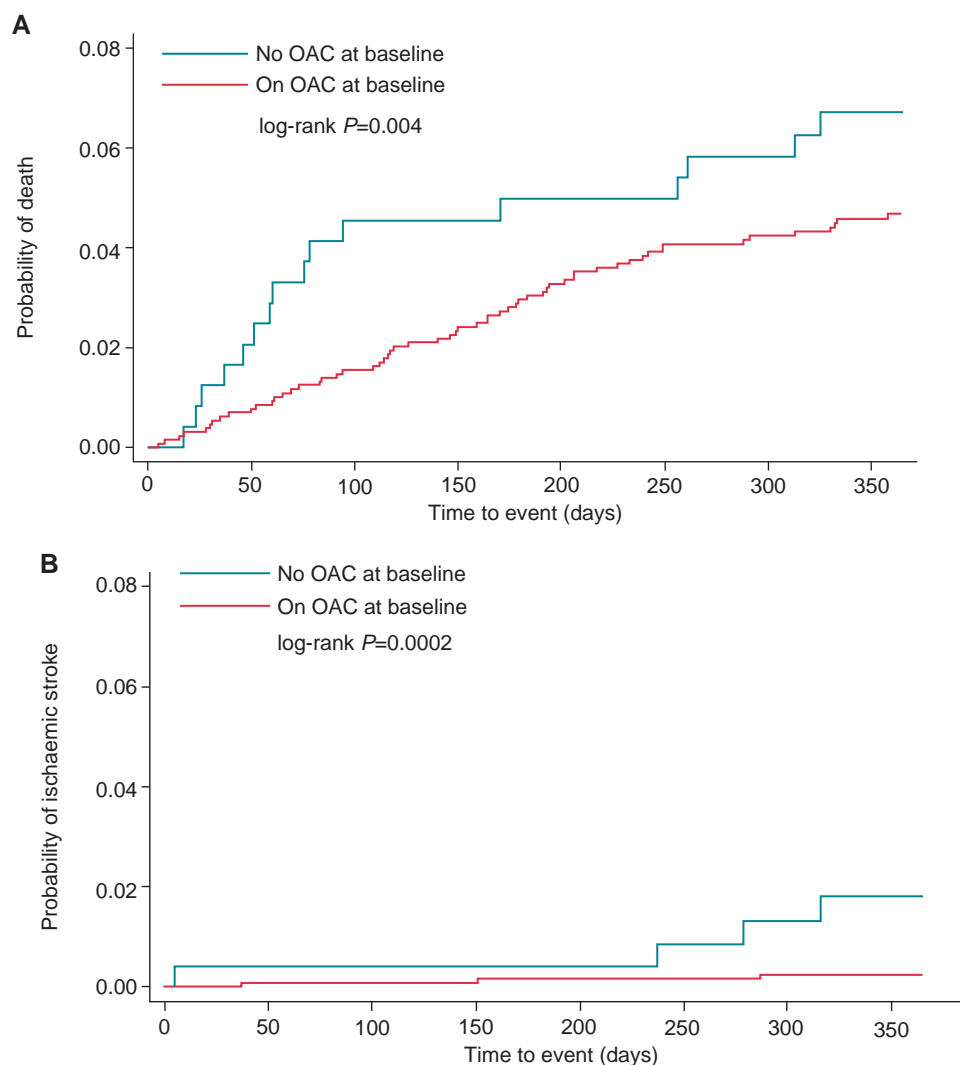 A
0.08
No OAC at baseline
On OAC at baseline
log-rank P=0.004
0.06
0.04
0.02
0.00
Probability of death
0 50 100 150 200 250 300 350
Time to event (days)
B
0.08
No OAC at baseline
On OAC at baseline
log-rank P=0.0002
0.06
0.04
0.02
0.00
Probability of ischaemic stroke
0 50 100 150 200 250 300 350
Time to event (days)